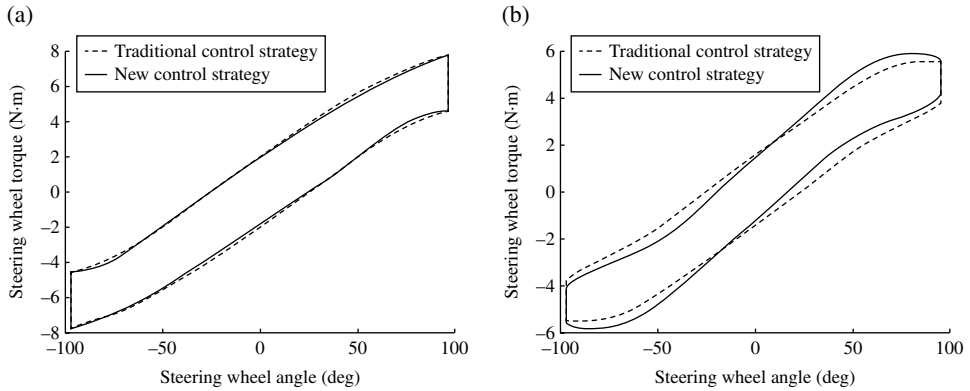 (a)
Traditional control strategy
New control strategy
Steering wheel torque (N·m)
8
6
4
2
0
–2
–4
–6
–8
–100
–50
0
50
100
Steering wheel angle (deg)
(b)
Traditional control strategy
New control strategy
Steering wheel torque (N·m)
6
4
2
0
–2
–4
–6
–100
–50
0
50
100
Steering wheel angle (deg)